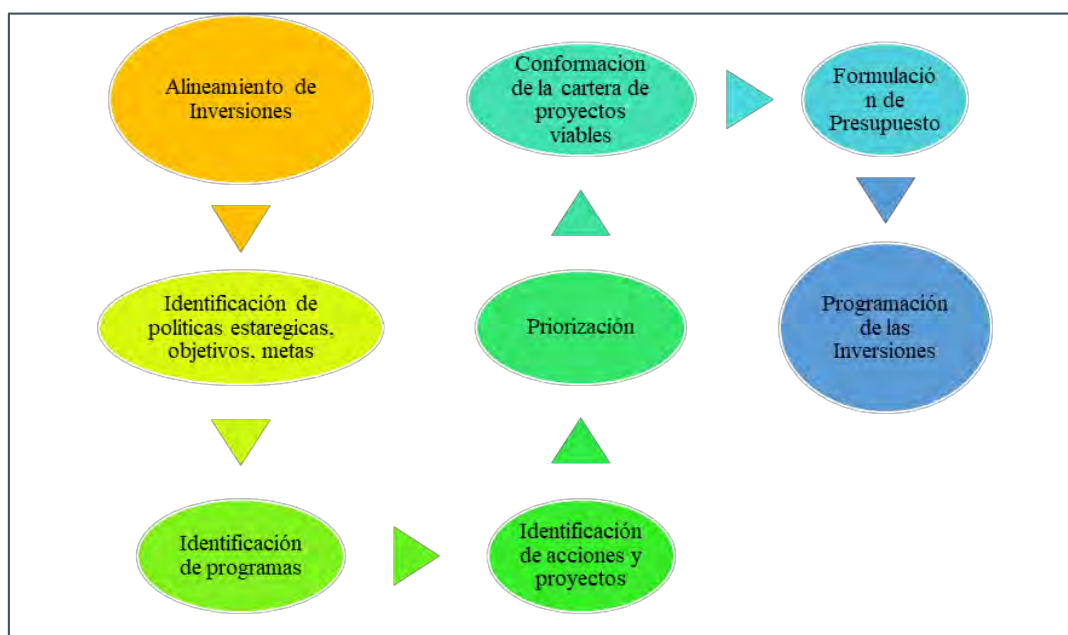 Alineamiento de
Inversiones
Identificación de
políticas estaregicas,
objetivos, metas
Identificación
de programas
Identificación
de acciones y
proyectos
Priorización
Conformacion
de la cartera de
proyectos
viables
Formulació
n de
Presupuesto
Programación
de las
Inversiones